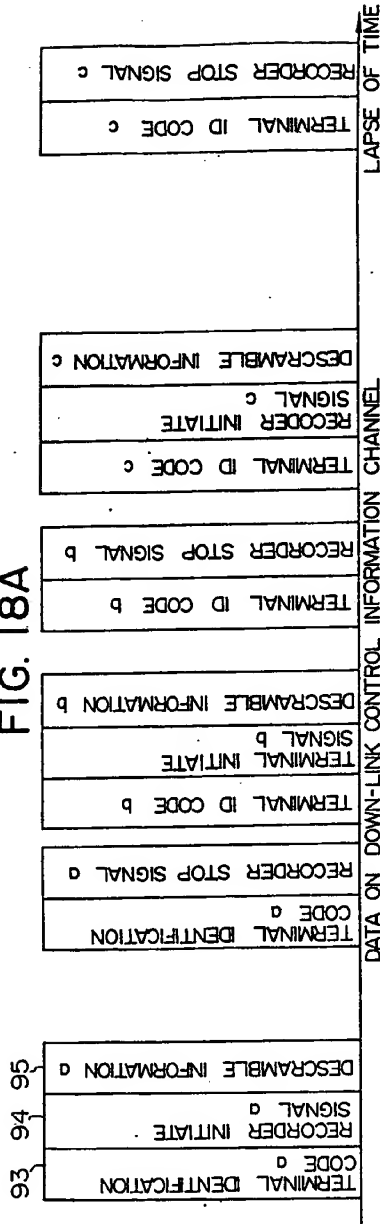 FIG. 18A
93
94
95
TERMINAL IDENTIFICATION
CODE a
RECORDER INITIATE
SIGNAL a
DESCRAMBLE INFORMATION a
TERMINAL IDENTIFICATION
CODE a
RECORDER STOP SIGNAL a
TERMINAL ID CODE b
TERMINAL INITIATE
SIGNAL b
DESCRAMBLE INFORMATION b
TERMINAL ID CODE b
RECORDER STOP SIGNAL b
TERMINAL ID CODE c
RECODER INITIATE
SIGNAL c
DESCRAMBLE INFORMATION c
TERMINAL ID CODE c
RECORDER STOP SIGNAL c
DATA ON DOWN-LINK CONTROL INFORMATION CHANNEL
LAPSE OF TIME